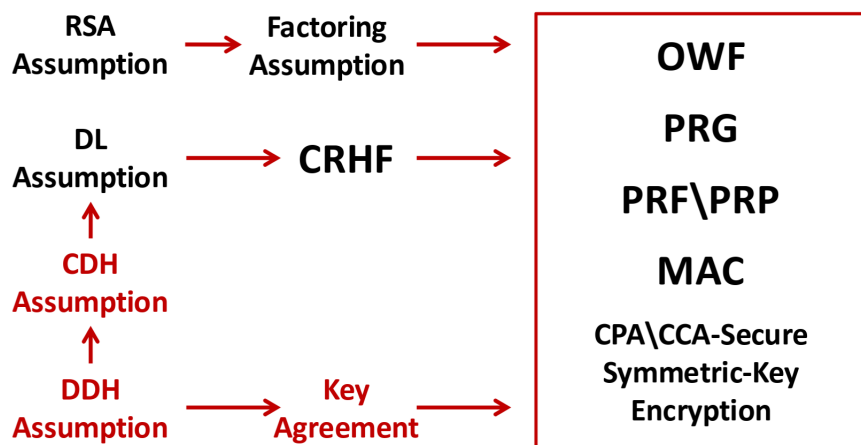 RSA
Assumption
Factoring
Assumption
DL
Assumption
CRHF
CDH
Assumption
DDH
Assumption
Key
Agreement
OWF
PRG
PRF\PRP
MAC
CPA\CCA-Secure
Symmetric-Key
Encryption